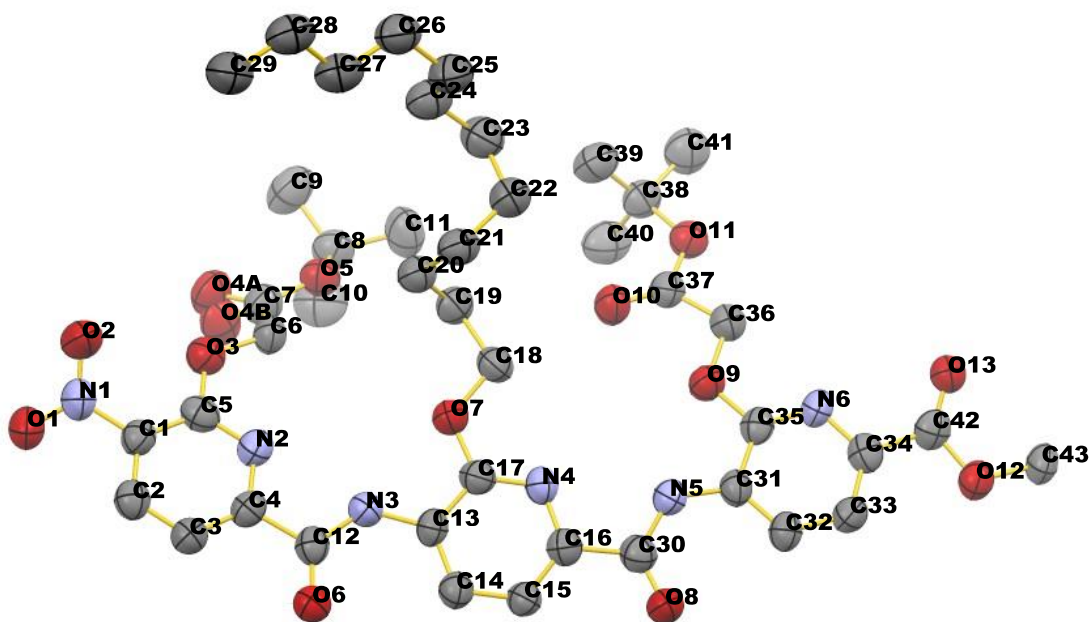 C28 C26
C29 C27 C25
C24
C23
C41
C39
C9 C22 C38
C11 O11
C8 C21 C40
C20
O5 C37
O4A C7 C10 C19 O10
O4B C6 C36
O2 O3
C18
O9 O13
N1 N6
O1 C5 O7 C35 C42
C1 N2 C34 C43
C17 O12
C2 C4 N4 N5 C31
N3 C33
C3 C12 C13 C32
C16 C30
C14 C15
O6 O8